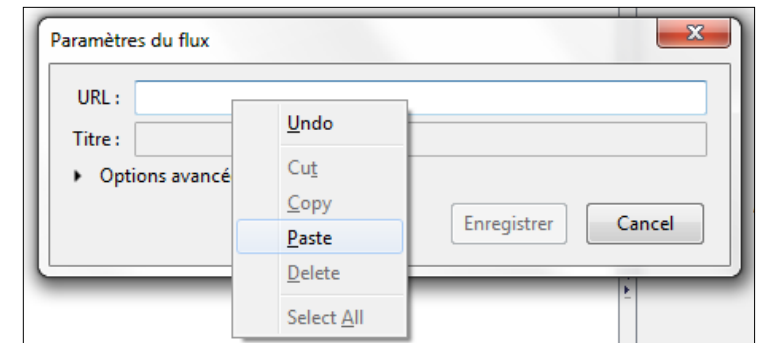 Paramètres du flux
URL :
Titre :
Options avancé
Undo
Cut
Copy
Paste
Delete
Select All
Enregistrer
Cancel